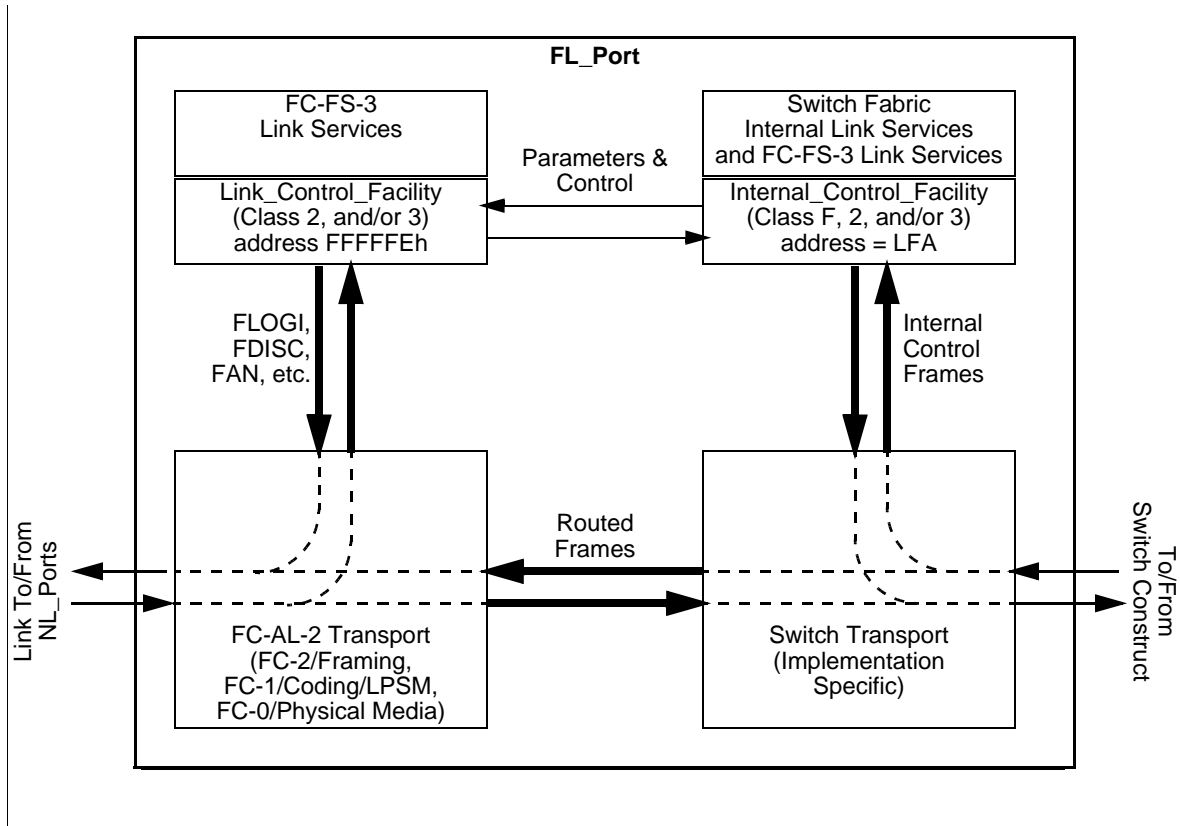 FL_Port
FC-FS-3
Link Services
Switch Fabric
Internal Link Services
and FC-FS-3 Link Services
Parameters &
Control
Link_Control_Facility
(Class 2, and/or 3)
address FFFFFEh
Internal_Control_Facility
(Class F, 2, and/or 3)
address = LFA
FLOGI,
FDISC,
FAN, etc.
Internal
Control
Frames
Routed
Frames
Link To/From
NL_Ports
To/From
Switch Construct
FC-AL-2 Transport
(FC-2/Framing,
FC-1/Coding/LPSM,
FC-0/Physical Media)
Switch Transport
(Implementation
Specific)